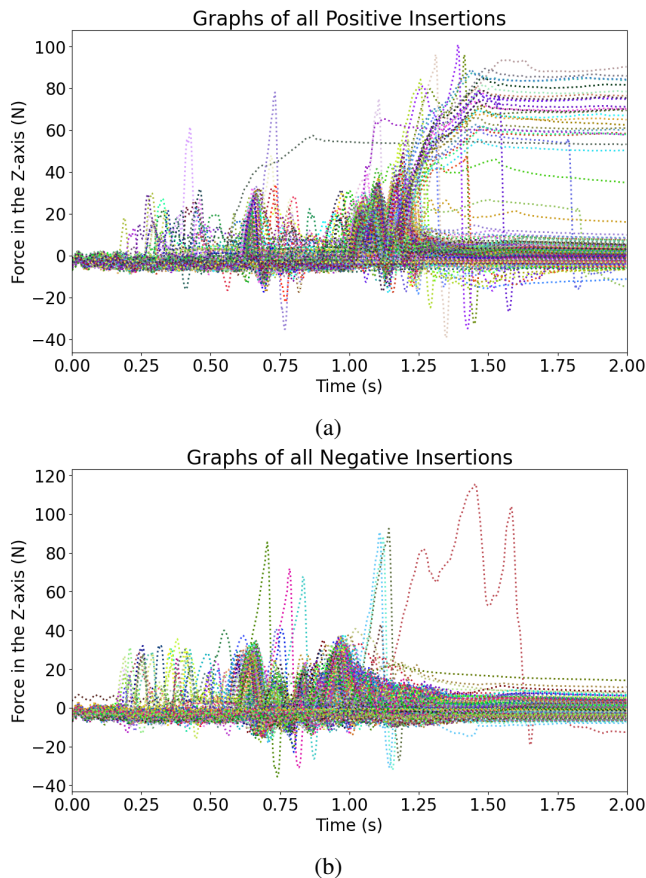 Graphs of all Positive Insertions
Force in the Z-axis (N)
100
80
60
40
20
0
−20
−40
0.00 0.25 0.50 0.75 1.00 1.25 1.50 1.75 2.00
Time (s)
(a)
Graphs of all Negative Insertions
Force in the Z-axis (N)
120
100
80
60
40
20
0
−20
−40
0.00 0.25 0.50 0.75 1.00 1.25 1.50 1.75 2.00
Time (s)
(b)